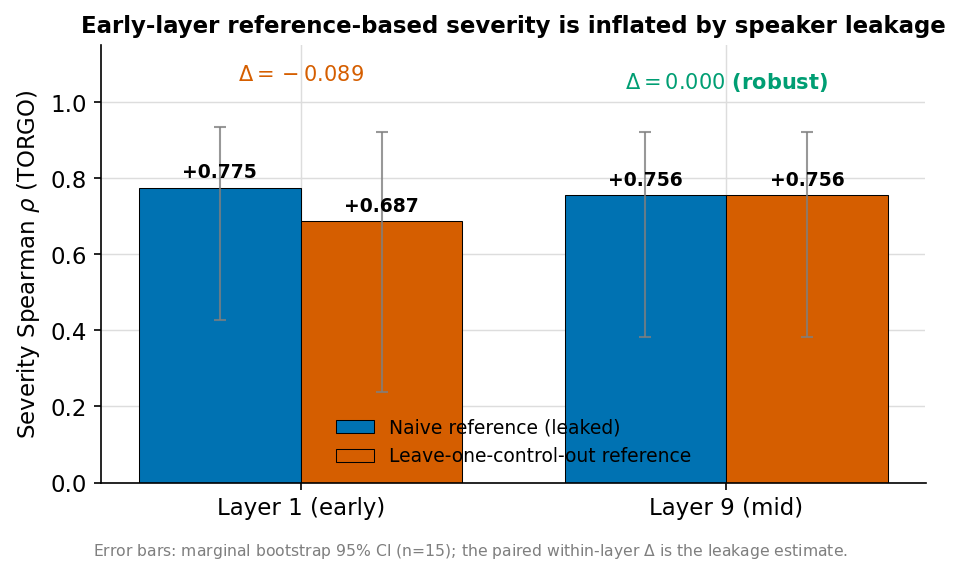 Early-layer reference-based severity is inflated by speaker leakage
Δ = − 0.089
Δ = 0.000 (robust)
Severity Spearman ρ (TORGO)
1.0
0.8
0.6
0.4
0.2
0.0
+0.775
+0.687
+0.756
+0.756
Naive reference (leaked)
Leave-one-control-out reference
Layer 1 (early)
Layer 9 (mid)
Error bars: marginal bootstrap 95% CI (n=15); the paired within-layer Δ is the leakage estimate.